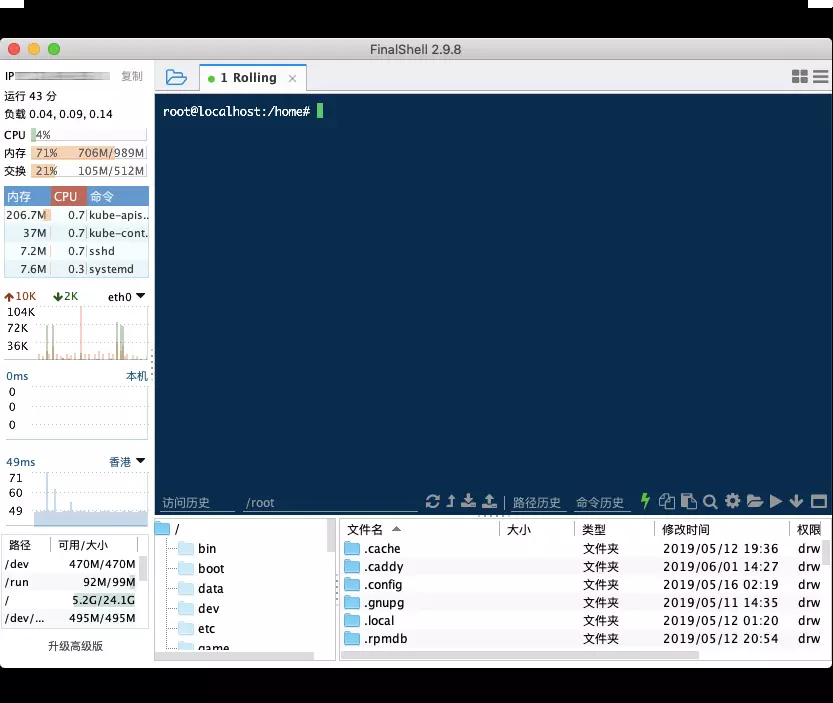 FinalShell 2.9.8
IP 复制
运行 43 分
负载 0.04, 0.09, 0.14
CPU 4%
内存 71% 706M/989M
交换 21% 105M/512M
内存 CPU 命令
206.7M 0.7 kube-apis..
37M 0.7 kube-cont.
7.2M 0.7 sshd
7.6M 0.3 systemd
10K 2K eth0
104K
72K
36K
0ms 本机
0
0
0
49ms 香港
71
60
49
路径 可用/大小
/dev 470M/470M
/run 92M/99M
/ 5.2G/24.1G
/dev/... 495M/495M
升级高级版
1 Rolling
root@localhost:/home#
访问历史 /root 路径历史 命令历史
/
bin
boot
data
dev
etc
game
文件名 大小 类型 修改时间 权限
.cache 文件夹 2019/05/12 19:36 drw
.caddy 文件夹 2019/06/01 14:27 drw
.config 文件夹 2019/05/16 02:19 drw
.gnupg 文件夹 2019/05/11 14:35 drw
.local 文件夹 2019/05/12 01:20 drw
.rpmdb 文件夹 2019/05/12 20:54 drw